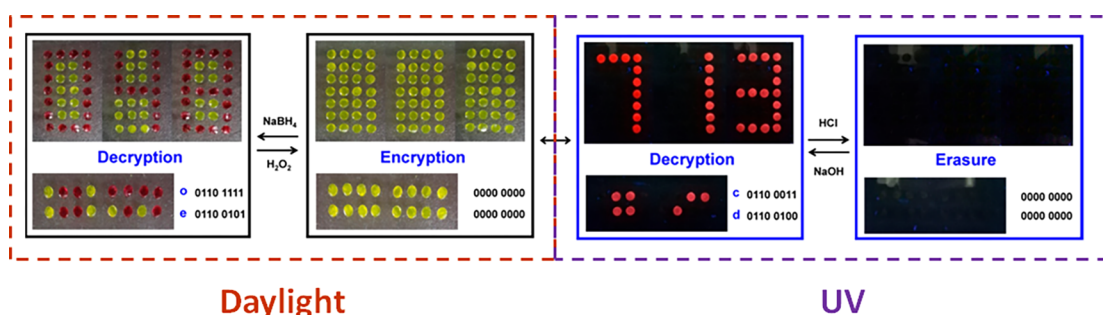 NaBH4
H2O2
Decryption
o 0110 1111
e 0110 0101
Encryption
0000 0000
0000 0000
713
Decryption
c 0110 0011
d 0110 0100
HCl
NaOH
Erasure
0000 0000
0000 0000
Daylight
UV